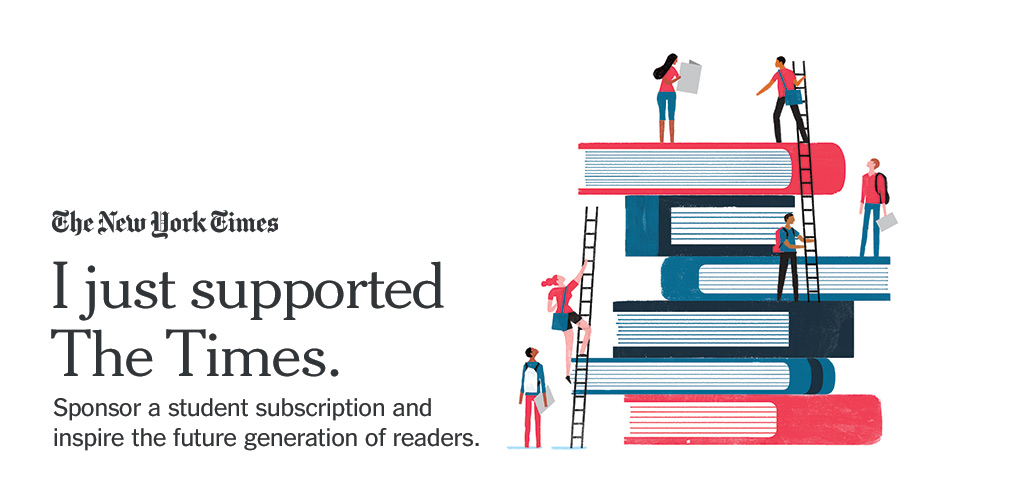 The New York Times
I just supported
The Times.
Sponsor a student subscription and
inspire the future generation of readers.